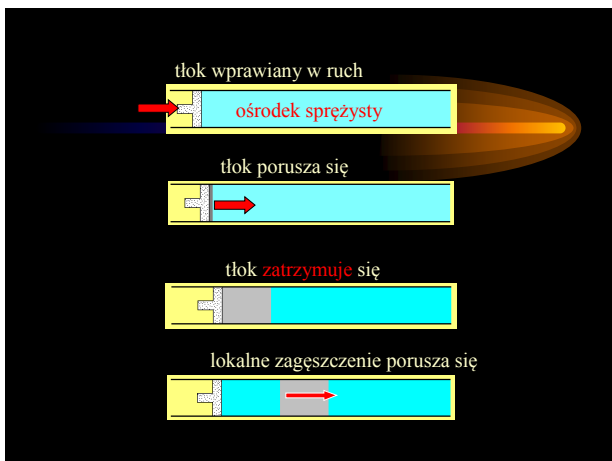 tłok wprawiany w ruch
ośrodek sprężysty
tłok porusza się
tłok zatrzymuje się
lokalne zagęszczenie porusza się